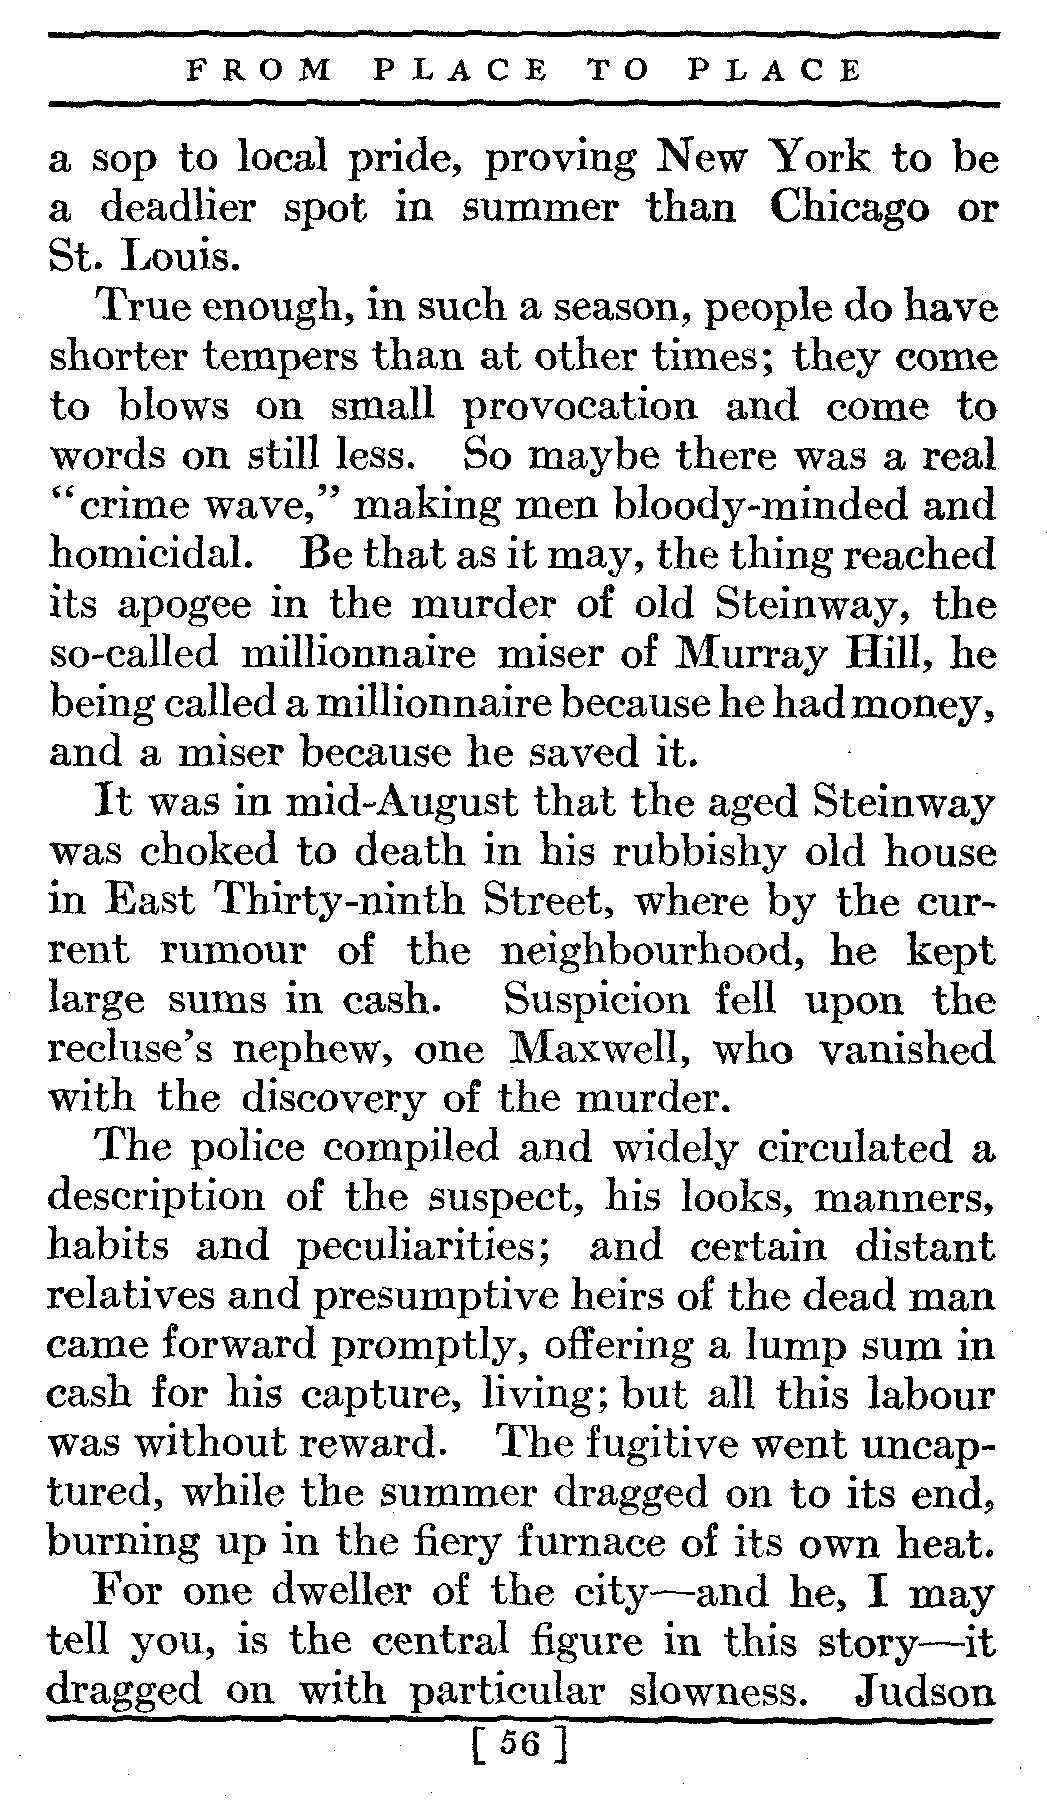 FROM PLACE TO PLACE
a sop to local pride, proving New York to be
a deadlier spot in summer than Chicago or
St. Louis.
True enough, in such a season, people do have
shorter tempers than at other times; they come
to blows on small provocation and come to
words on still less. So maybe there was a real
"crime wave," making men bloody-minded and
homicidal. Be that as it may, the thing reached
its apogee in the murder of old Steinway, the
so-called millionnaire miser of Murray Hill, he
being called a millionnaire because he had money,
and a miser because he saved it.
It was in mid-August that the aged Steinway
was choked to death in his rubbishy old house
in East Thirty-ninth Street, where by the cur-
rent rumour of the neighbourhood, he kept
large sums in cash. Suspicion fell upon the
recluse's nephew, one Maxwell, who vanished
with the discovery of the murder.
The police compiled and widely circulated a
description of the suspect, his looks, manners,
habits and peculiarities; and certain distant
relatives and presumptive heirs of the dead man
came forward promptly, offering a lump sum in
cash for his capture, living; but all this labour
was without reward. The fugitive went uncap-
tured, while the summer dragged on to its end,
burning up in the fiery furnace of its own heat.
For one dweller of the city—and he, I may
tell you, is the central figure in this story—it
dragged on with particular slowness. Judson
[ 56 ]